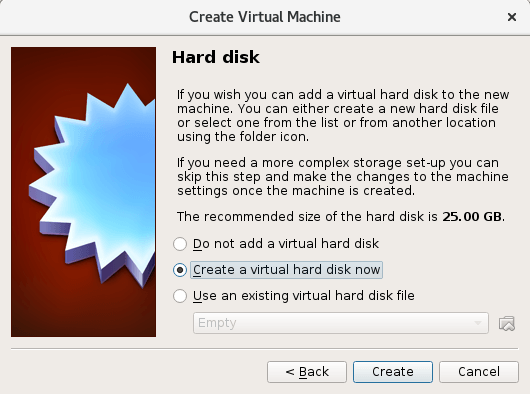 Create Virtual Machine
Hard disk
If you wish you can add a virtual hard disk to the new
machine. You can either create a new hard disk file
or select one from the list or from another location
using the folder icon.
If you need a more complex storage set-up you can
skip this step and make the changes to the machine
settings once the machine is created.
The recommended size of the hard disk is 25.00 GB.
Do not add a virtual hard disk
Create a virtual hard disk now
Use an existing virtual hard disk file
Empty
< Back Create Cancel